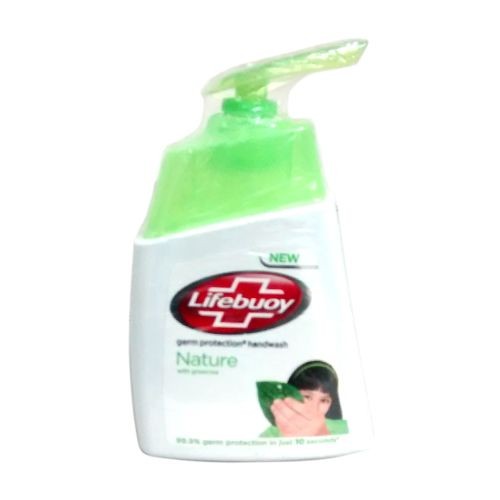 NEW
Lifebuoy
germ protection* handwash
Nature
99.9% germ protection in just 10 seconds*